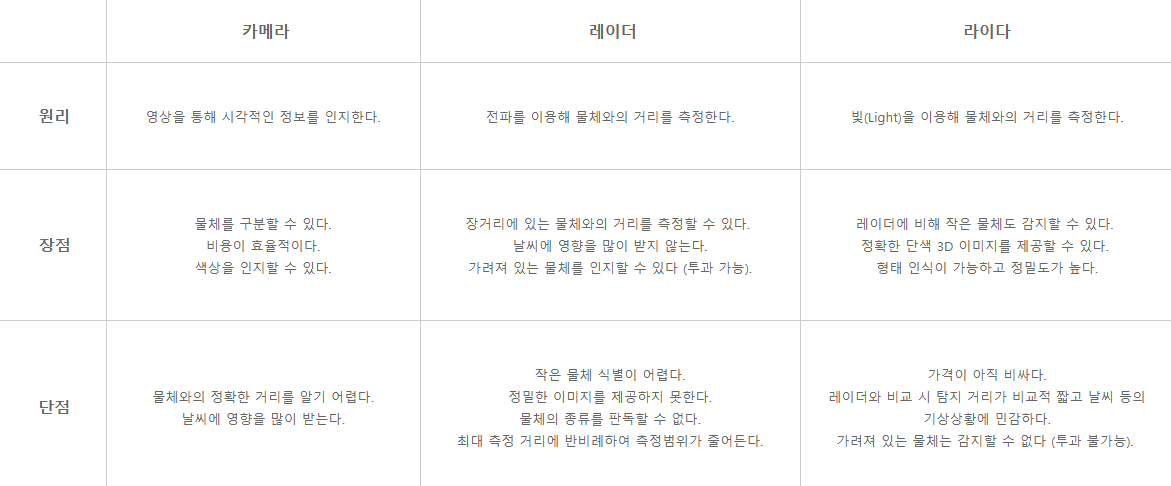 카메라
레이더
라이다
원리
영상을 통해 시각적인 정보를 인지한다.
전파를 이용해 물체와의 거리를 측정한다.
빛(Light)을 이용해 물체와의 거리를 측정한다.
장점
물체를 구분할 수 있다.
비용이 효율적이다.
색상을 인지할 수 있다.
장거리에 있는 물체와의 거리를 측정할 수 있다.
날씨에 영향을 많이 받지 않는다.
가려져 있는 물체를 인지할 수 있다 (투과 가능).
레이더에 비해 작은 물체도 감지할 수 있다.
정확한 단색 3D 이미지를 제공할 수 있다.
형태 인식이 가능하고 정밀도가 높다.
단점
물체와의 정확한 거리를 알기 어렵다.
날씨에 영향을 많이 받는다.
작은 물체 식별이 어렵다.
정밀한 이미지를 제공하지 못한다.
물체의 종류를 판독할 수 없다.
최대 측정 거리에 반비례하여 측정범위가 줄어든다.
가격이 아직 비싸다.
레이더와 비교 시 탐지 거리가 비교적 짧고 날씨 등의
기상상황에 민감하다.
가려져 있는 물체는 감지할 수 없다 (투과 불가능).